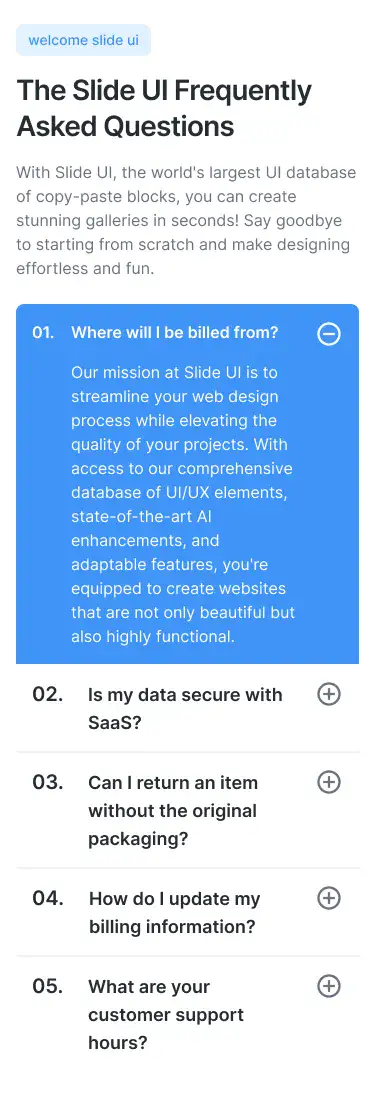 welcome slide ui
The Slide UI Frequently
Asked Questions
With Slide UI, the world's largest UI database
of copy-paste blocks, you can create
stunning galleries in seconds! Say goodbye
to starting from scratch and make designing
effortless and fun.
01. Where will I be billed from?
Our mission at Slide UI is to
streamline your web design
process while elevating the
quality of your projects. With
access to our comprehensive
database of UI/UX elements,
state-of-the-art AI
enhancements, and
adaptable features, you're
equipped to create websites
that are not only beautiful but
also highly functional.
02. Is my data secure with
SaaS?
03. Can I return an item
without the original
packaging?
04. How do I update my
billing information?
05. What are your
customer support
hours?